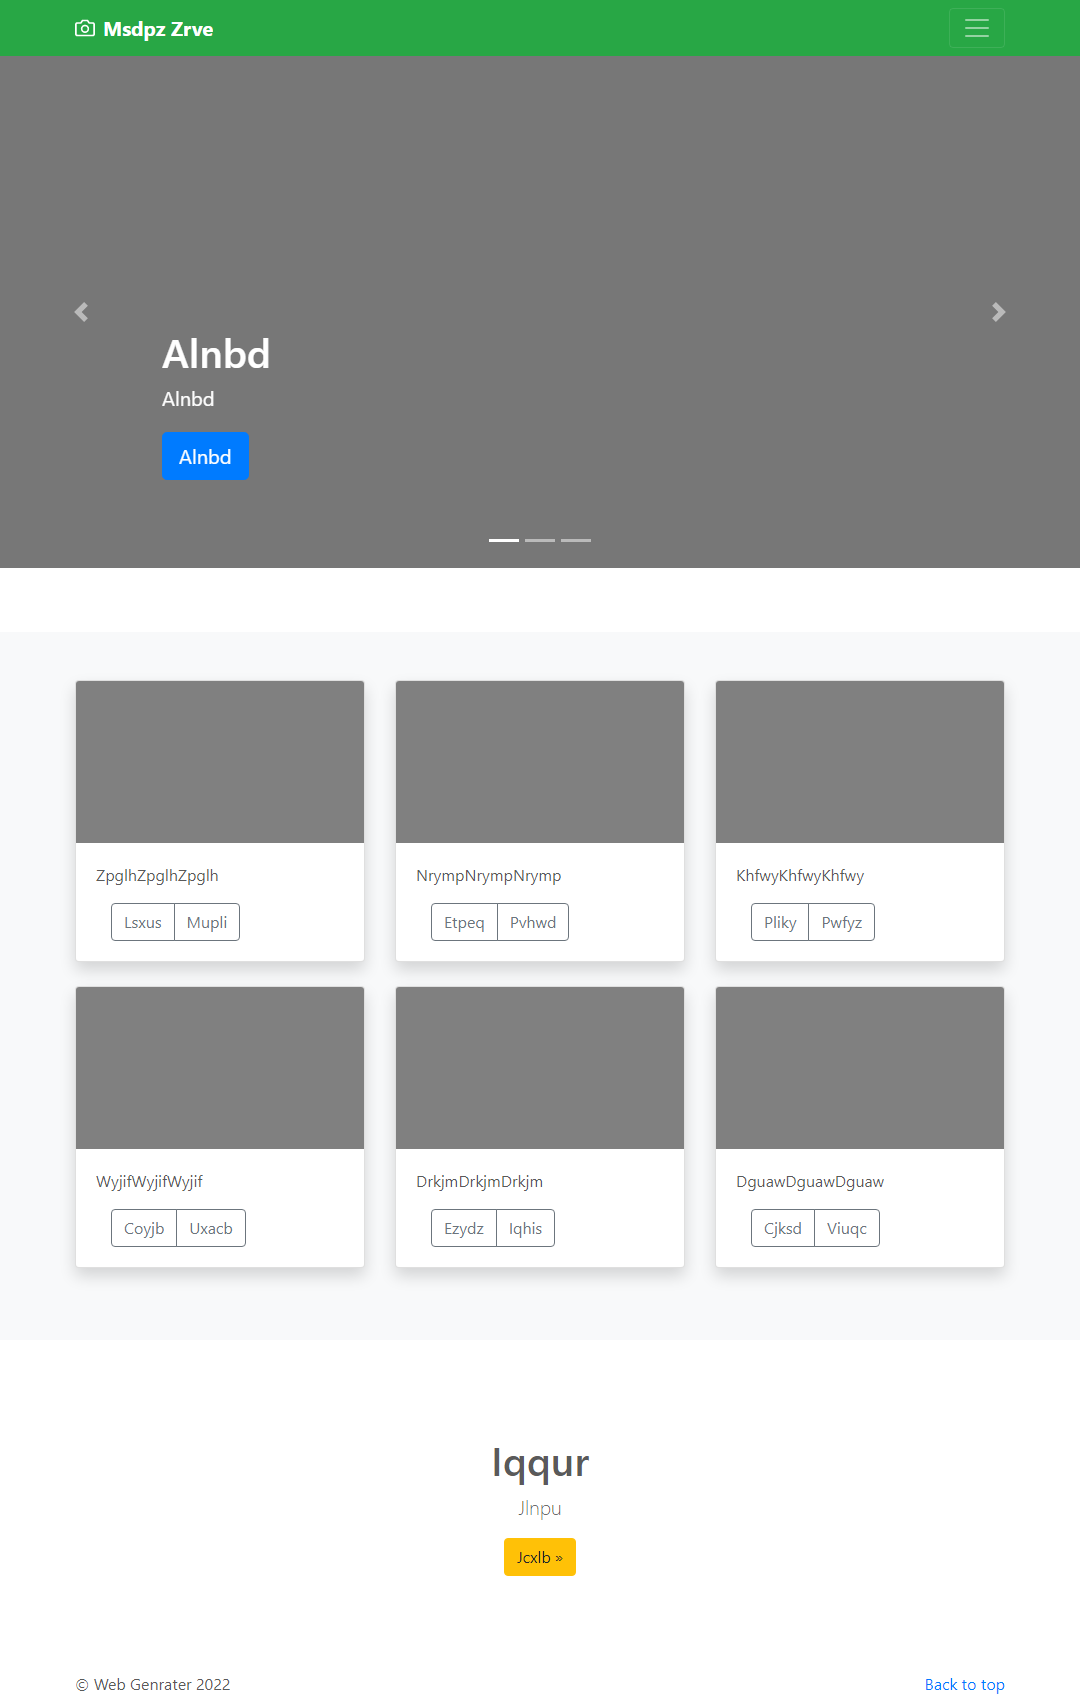 Msdpz Zrve
Alnbd
Alnbd
Alnbd
ZpglhZpglhZpglh
Lsxus Mupli
NrympNrympNrymp
Etpeq Pvhwd
KhfwyKhfwyKhfwy
Pliky Pwfyz
WyjifWyjifWyjif
Coyjb Uxacb
DrkjmDrkjmDrkjm
Ezydz Iqhis
DguawDguawDguaw
Cjksd Viuqc
Iqqur
Jlnpu
Jcxlb »
© Web Genrater 2022
Back to top